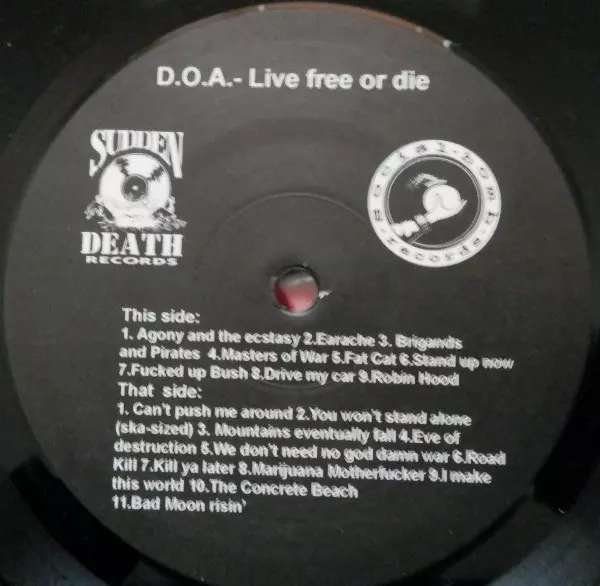 D.O.A.- Live free or die
SUDDEN
DEATH
RECORDS
social-bomb
records
This side:
1. Agony and the ecstasy 2.Earache 3. Brigands
and Pirates 4.Masters of War 5.Fat Cat 6.Stand up now
7.Fucked up Bush 8.Drive my car 9.Robin Hood
That side:
1. Can't push me around 2.You won't stand alone
(ska-sized) 3. Mountains eventually fall 4.Eve of
destruction 5.We don't need no god damn war 6.Road
Kill 7.Kill ya later 8.Marijuana Motherfucker 9.I make
this world 10.The Concrete Beach
11.Bad Moon risin'